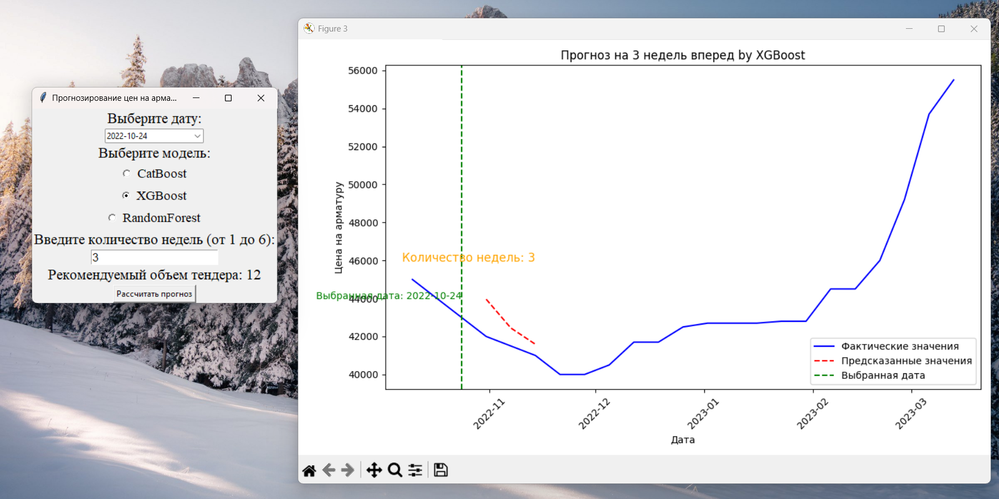 Прогнозирование цен на арма...
Выберите дату:
2022-10-24
Выберите модель:
CatBoost
XGBoost
RandomForest
Введите количество недель (от 1 до 6):
3
Рекомендуемый объем тендера: 12
Рассчитать прогноз
Figure 3
Прогноз на 3 недель вперед by XGBoost
56000
54000
52000
50000
48000
46000
44000
42000
40000
Цена на арматуру
Количество недель: 3
Выбранная дата: 2022-10-24
Фактические значения
Предсказанные значения
Выбранная дата
2022-11
2022-12
2023-01
2023-02
2023-03
Дата